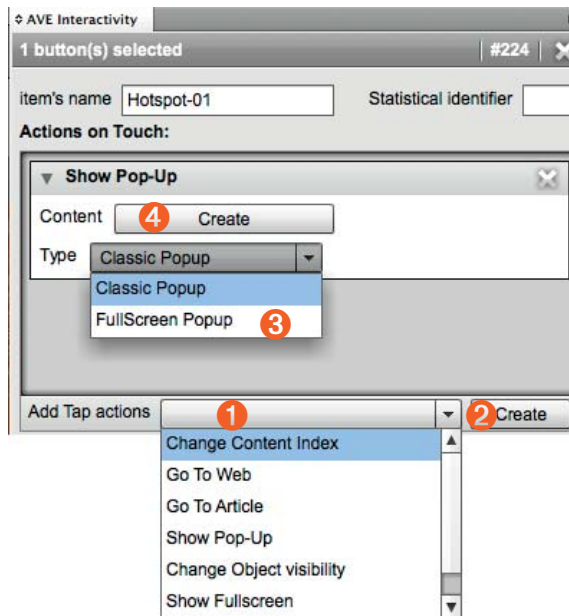 AVE Interactivity
1 button(s) selected #224
item's name Hotspot-01 Statistical identifier
Actions on Touch:
Show Pop-Up
Content 4 Create
Type Classic Popup
Classic Popup
FullScreen Popup 3
Add Tap actions 1 2 Create
Change Content Index
Go To Web
Go To Article
Show Pop-Up
Change Object visibility
Show Fullscreen